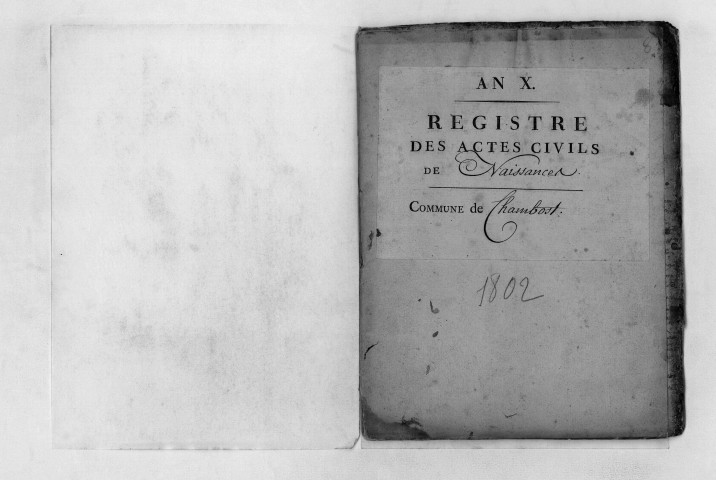 AN X.
REGISTRE
DES ACTES CIVILS
DE Naissances.
COMMUNE de Chambost.
1802